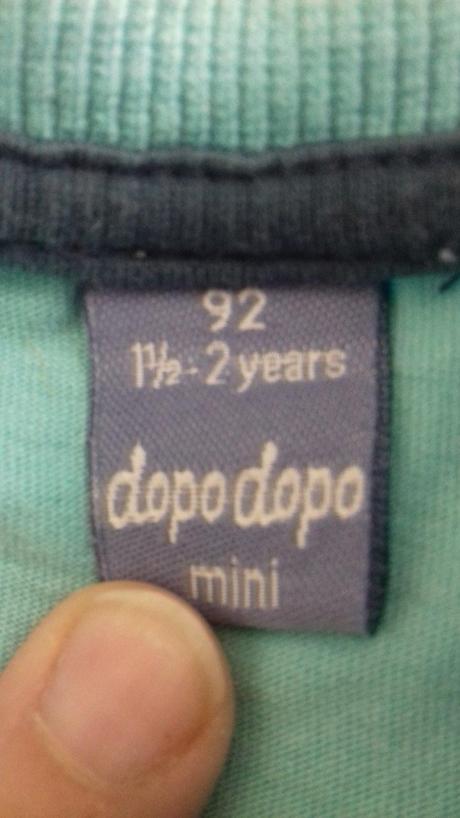 92
1½-2 years
dopodopo
mini